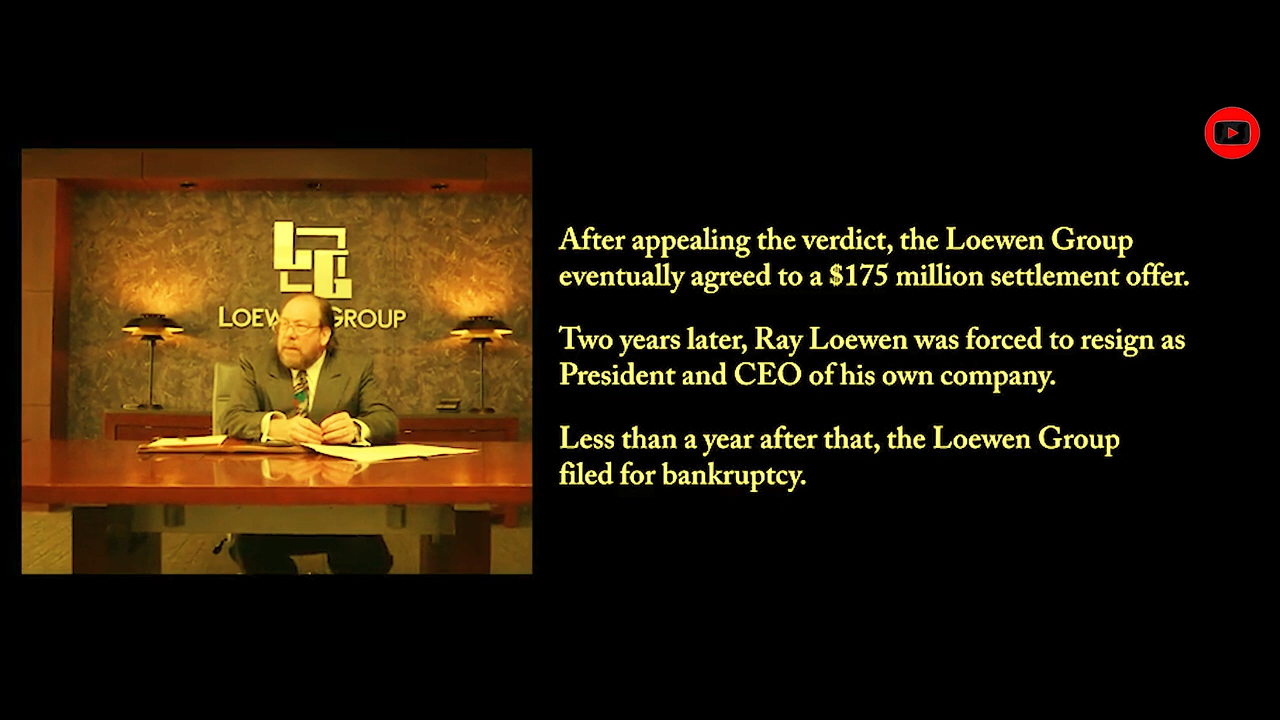 LOEWEN GROUP
After appealing the verdict, the Loewen Group
eventually agreed to a $175 million settlement offer.
Two years later, Ray Loewen was forced to resign as
President and CEO of his own company.
Less than a year after that, the Loewen Group
filed for bankruptcy.